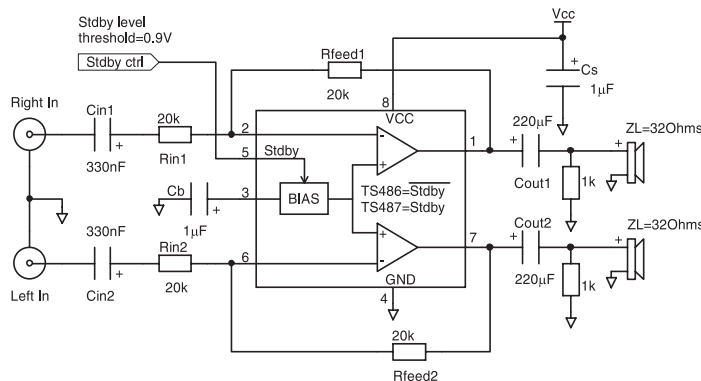 Stdby level
threshold=0.9V
Stdby ctrl
Vcc
Rfeed1
20k
+
Cs
1µF
Right In
Cin1
20k
+
330nF
Rin1
2
5
Stdby
8
VCC
-
+
1
220µF
+
Cout1
ZL=32Ohms
+
1k
Cb
3
+
1µF
BIAS
TS486=Stdby
TS487=Stdby
330nF
+
Cin2
Left In
Rin2
20k
6
+
-
7
Cout2
+
220µF
ZL=32Ohms
+
1k
GND
4
20k
Rfeed2